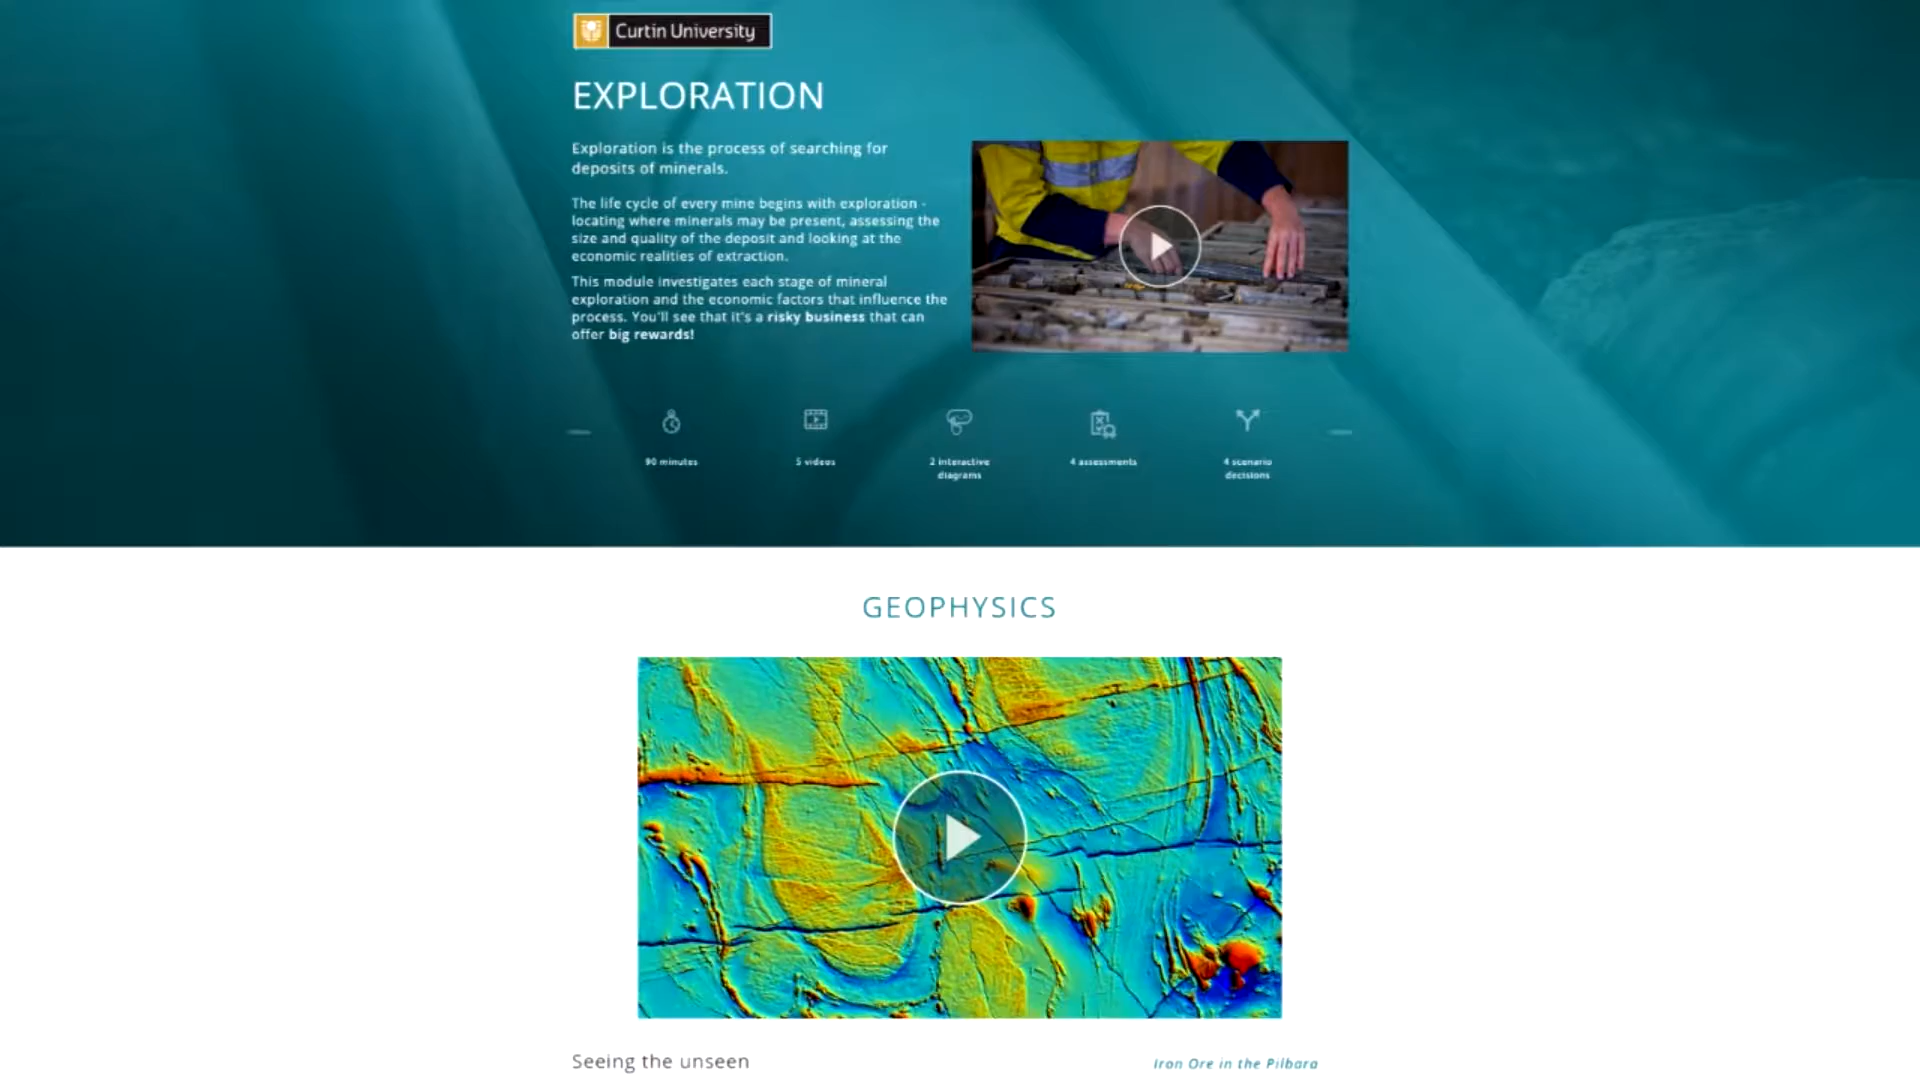 Curtin University
EXPLORATION
Exploration is the process of searching for
deposits of minerals.
The life cycle of every mine begins with exploration -
locating where minerals may be present, assessing the
size and quality of the deposit and looking at the
economic realities of extraction.
This module investigates each stage of mineral
exploration and the economic factors that influence the
process. You'll see that it's a risky business that can
offer big rewards!
90 minutes
5 videos
2 interactive
diagrams
4 assessments
4 scenario
decisions
GEOPHYSICS
Seeing the unseen
Iron Ore in the Pilbara